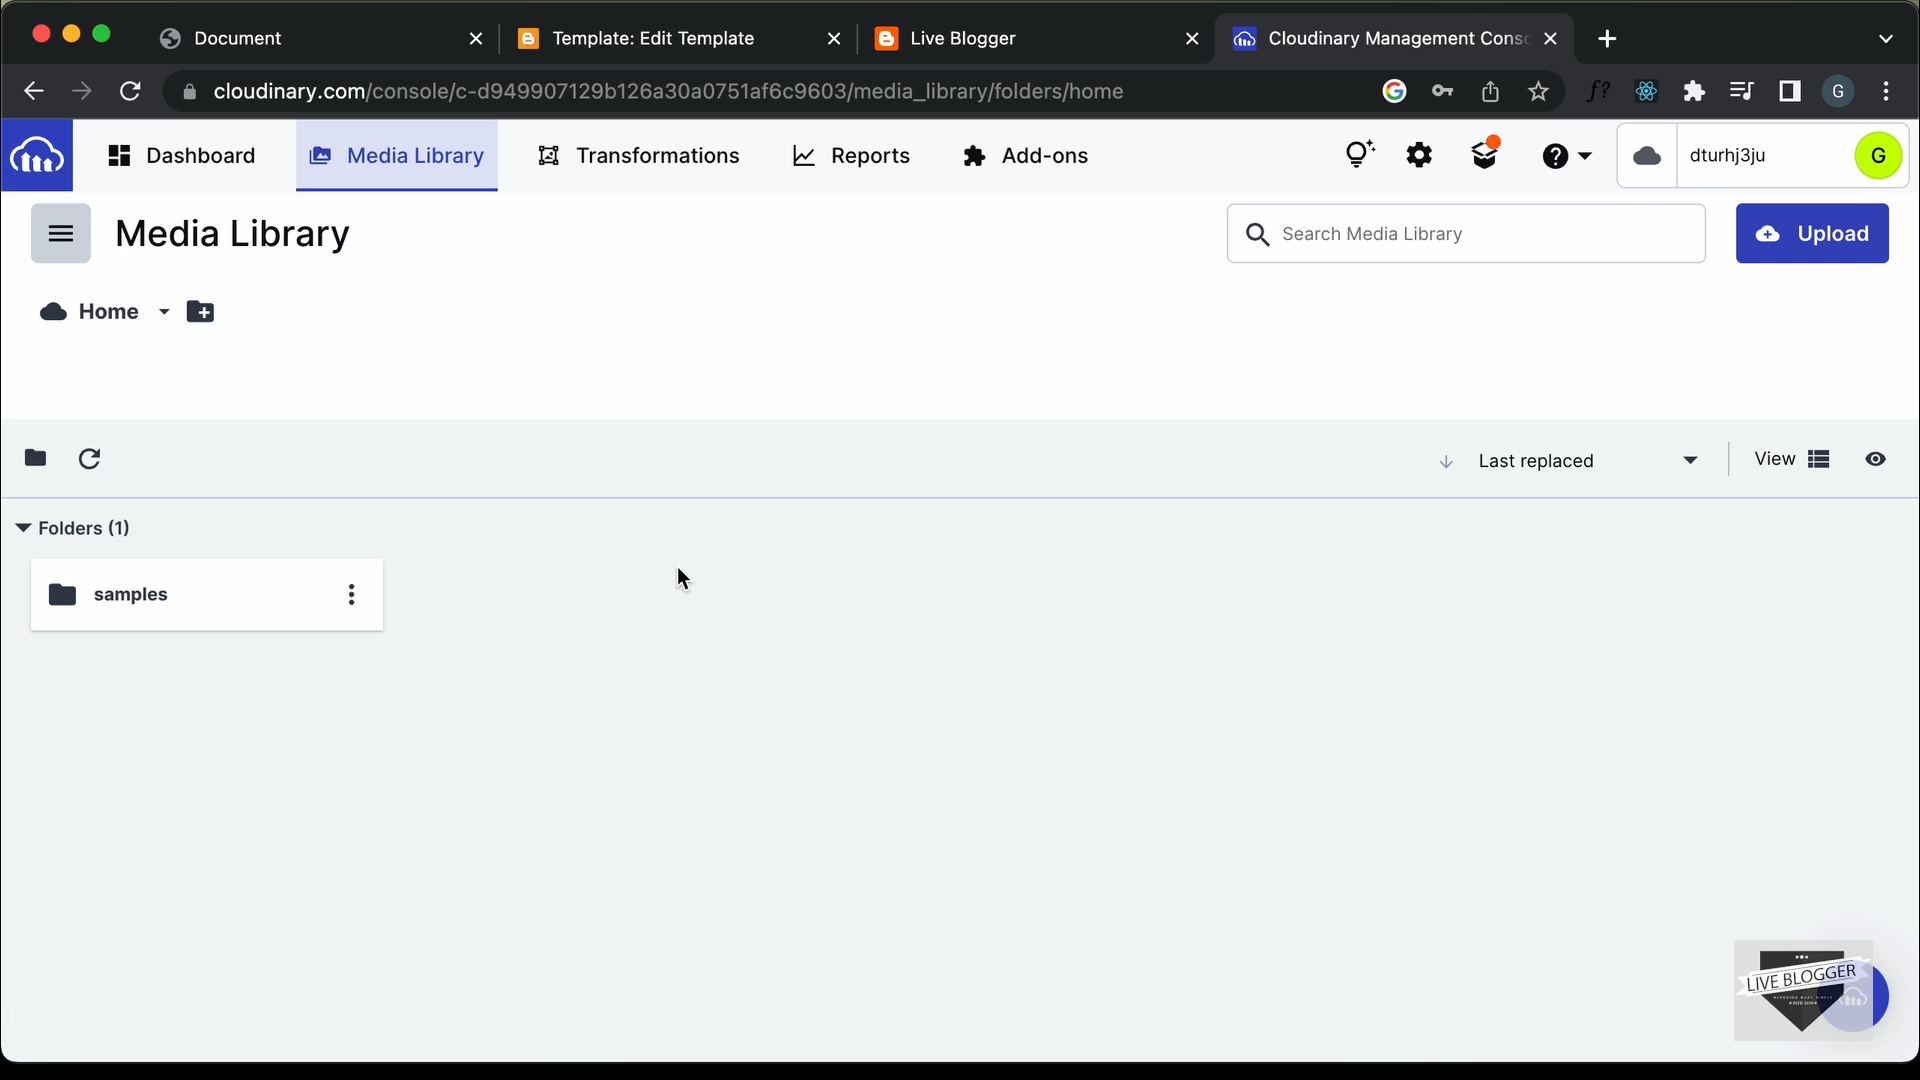 Document
Template: Edit Template
Live Blogger
Cloudinary Management Conso
cloudinary.com/console/c-d949907129b126a30a0751af6c9603/media_library/folders/home
f?
G
Dashboard
Media Library
Transformations
Reports
Add-ons
dturhj3ju
G
Media Library
Search Media Library
Upload
Home
Last replaced
View
Folders (1)
samples
LIVE BLOGGER